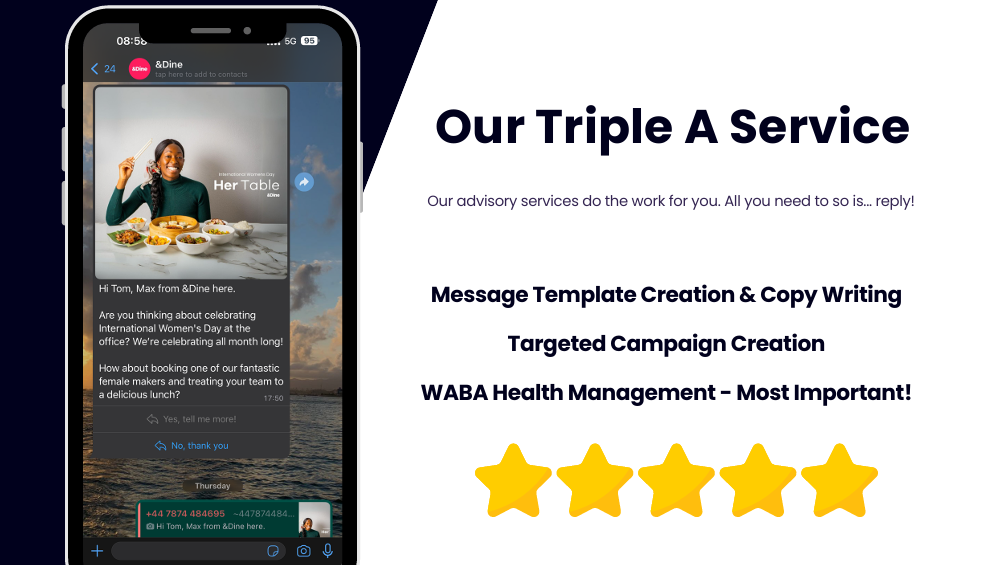 08:58
5G 95
24
&Dine
&Dine
tap here to add to contacts
International Womens Day
Her Table
&Dine
Hi Tom, Max from &Dine here.
Are you thinking about celebrating
International Women's Day at the
office? We're celebrating all month long!
How about booking one of our fantastic
female makers and treating your team to
a delicious lunch?
17:50
Yes, tell me more!
No, thank you
Thursday
+44 7874 484695 ~447874484...
Hi Tom, Max from &Dine here.
Our Triple A Service
Our advisory services do the work for you. All you need to so is... reply!
Message Template Creation & Copy Writing
Targeted Campaign Creation
WABA Health Management - Most Important!